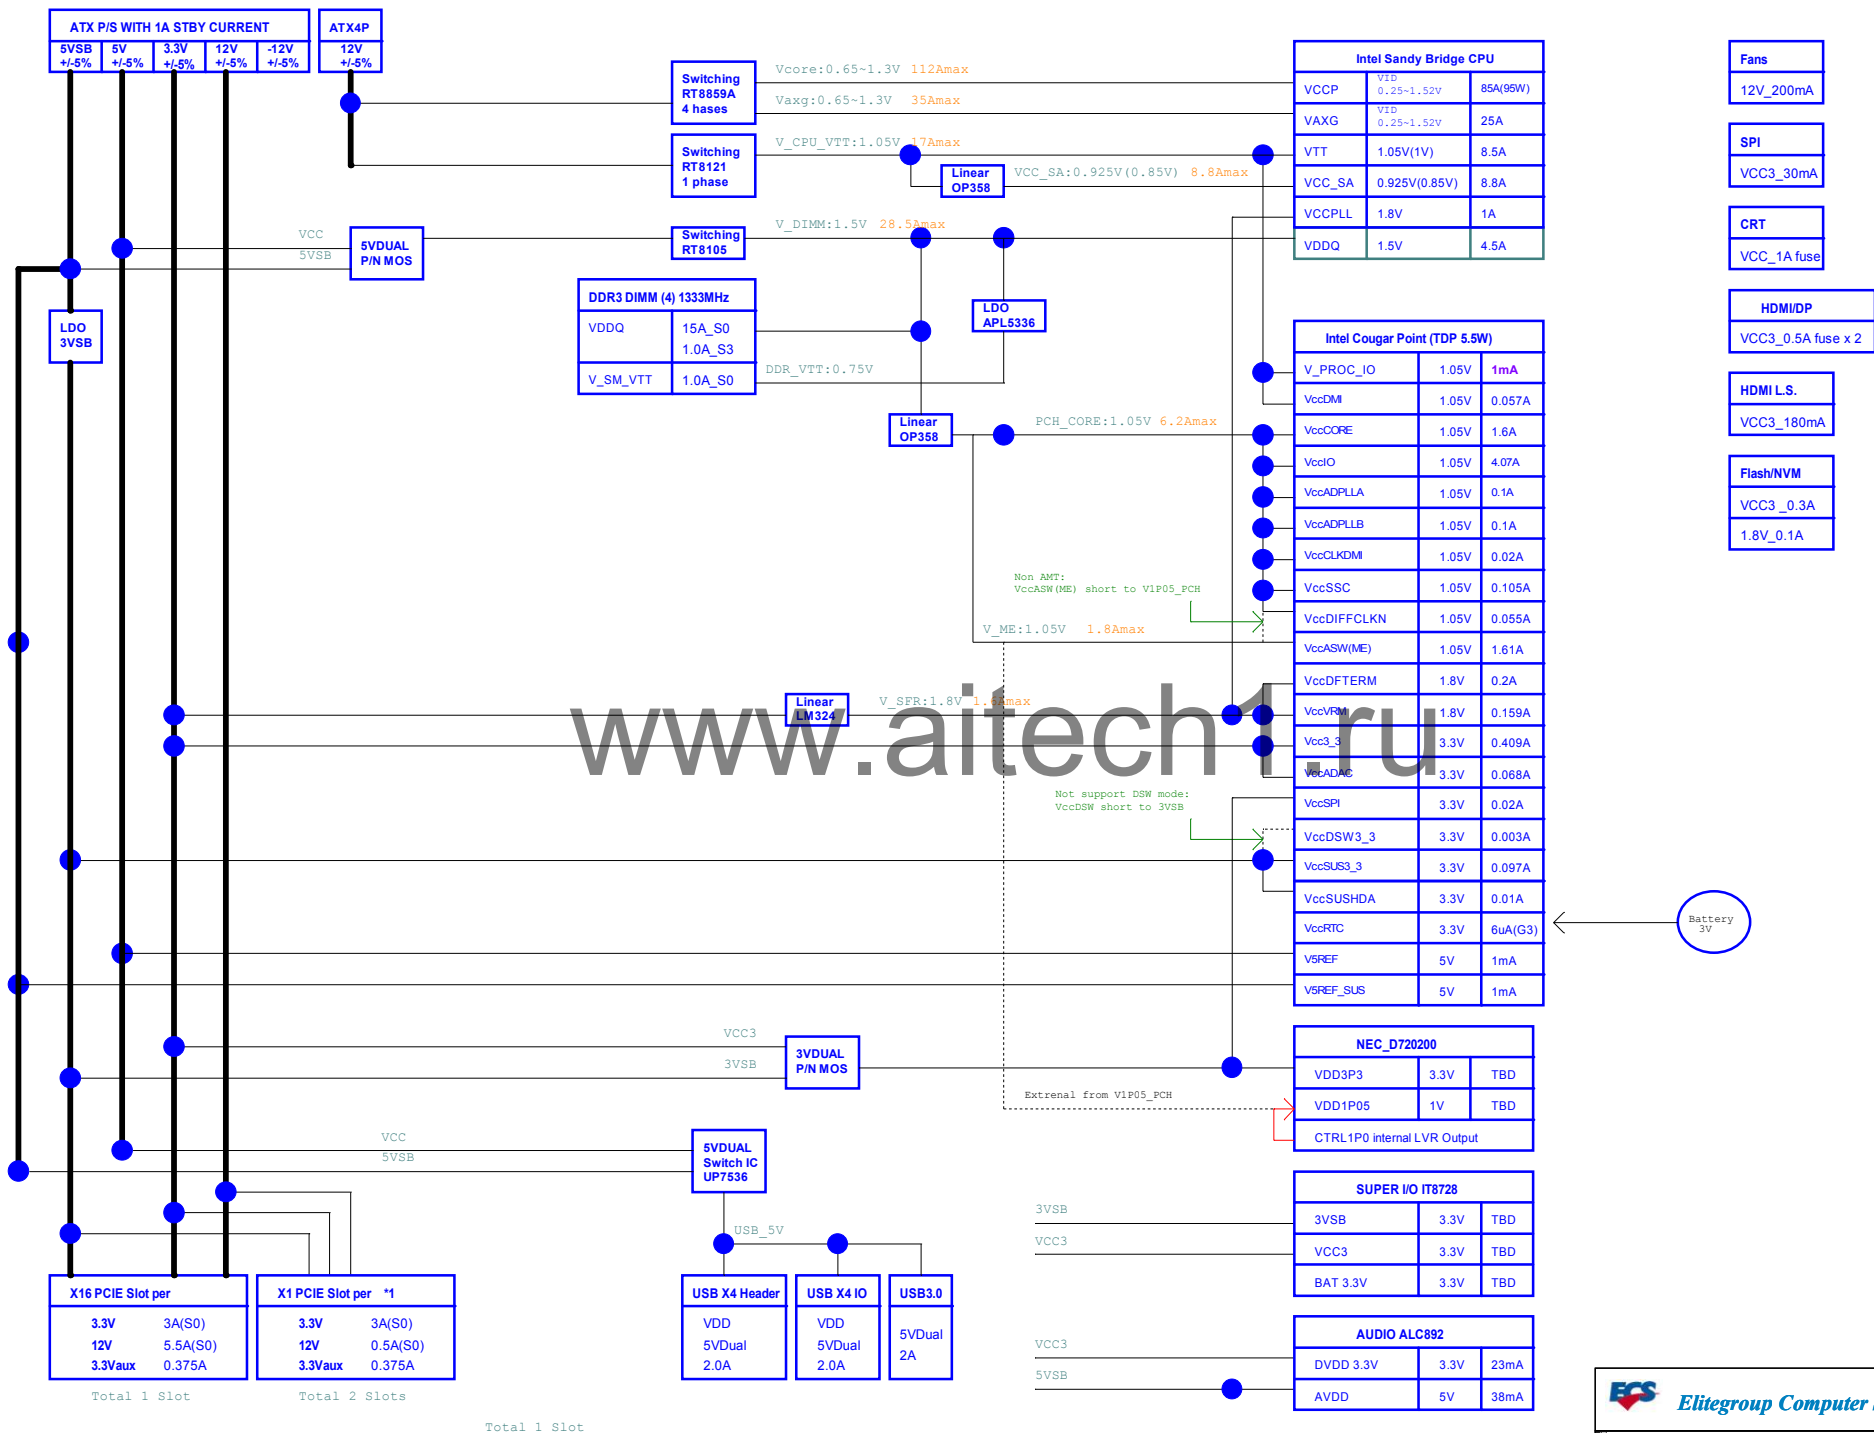 ATX P/S WITH 1A STBY CURRENT
5VSB +/-5%
5V +/-5%
3.3V +/-5%
12V +/-5%
-12V +/-5%
ATX4P
12V +/-5%
Switching
RT8859A
4 hases
Vcore:0.65~1.3V 112Amax
Vaxg:0.65~1.3V 35Amax
Switching
RT8121
1 phase
V_CPU_VTT:1.05V 17Amax
Linear
OP358
VCC_SA:0.925V(0.85V) 8.8Amax
VCC
5VSB
5VDUAL
P/N MOS
Switching
RT8105
V_DIMM:1.5V 28.5Amax
LDO
3VSB
DDR3 DIMM (4) 1333MHz
VDDQ 15A_S0
1.0A_S3
V_SM_VTT 1.0A_S0
DDR_VTT:0.75V
LDO
APL5336
Linear
OP358
PCH_CORE:1.05V 6.2Amax
Intel Sandy Bridge CPU
VCCP VID 0.25~1.52V 85A(95W)
VAXG VID 0.25~1.52V 25A
VTT 1.05V(1V) 8.5A
VCC_SA 0.925V(0.85V) 8.8A
VCCPLL 1.8V 1A
VDDQ 1.5V 4.5A
Intel Cougar Point (TDP 5.5W)
V_PROC_IO 1.05V 1mA
VccDMI 1.05V 0.057A
VccCORE 1.05V 1.6A
VccIO 1.05V 4.07A
VccADPLLA 1.05V 0.1A
VccADPLLB 1.05V 0.1A
VccCLKDMI 1.05V 0.02A
VccSSC 1.05V 0.105A
VccDIFFCLKN 1.05V 0.055A
VccASW(ME) 1.05V 1.61A
VccDFTERM 1.8V 0.2A
VccVRM 1.8V 0.159A
Vcc3_3 3.3V 0.409A
VccADAC 3.3V 0.068A
VccSPI 3.3V 0.02A
VccDSW3_3 3.3V 0.003A
VccSUS3_3 3.3V 0.097A
VccSUSHDA 3.3V 0.01A
VccRTC 3.3V 6uA(G3)
V5REF 5V 1mA
V5REF_SUS 5V 1mA
Non AMT:
VccASW(ME) short to V1P05_PCH
V_ME:1.05V 1.8Amax
Linear
LM324
V_SFR:1.8V 1.6Amax
www.aitech1.ru
Not support DSW mode:
VccDSW short to 3VSB
Battery
3V
VCC3
3VSB
3VDUAL
P/N MOS
Extrenal from V1P05_PCH
NEC_D720200
VDD3P3 3.3V TBD
VDD1P05 1V TBD
CTRL1P0 internal LVR Output
VCC
5VSB
5VDUAL
Switch IC
UP7536
USB_5V
3VSB
VCC3
SUPER I/O IT8728
3VSB 3.3V TBD
VCC3 3.3V TBD
BAT 3.3V 3.3V TBD
VCC3
5VSB
AUDIO ALC892
DVDD 3.3V 3.3V 23mA
AVDD 5V 38mA
X16 PCIE Slot per
3.3V 3A(S0)
12V 5.5A(S0)
3.3Vaux 0.375A
Total 1 Slot
X1 PCIE Slot per *1
3.3V 3A(S0)
12V 0.5A(S0)
3.3Vaux 0.375A
Total 2 Slots
Total 1 Slot
USB X4 Header
VDD
5VDual
2.0A
USB X4 IO
VDD
5VDual
2.0A
USB3.0
5VDual
2A
Fans
12V_200mA
SPI
VCC3_30mA
CRT
VCC_1A fuse
HDMI/DP
VCC3_0.5A fuse x 2
HDMI L.S.
VCC3_180mA
Flash/NVM
VCC3 _0.3A
1.8V_0.1A
ECS
Elitegroup Computer